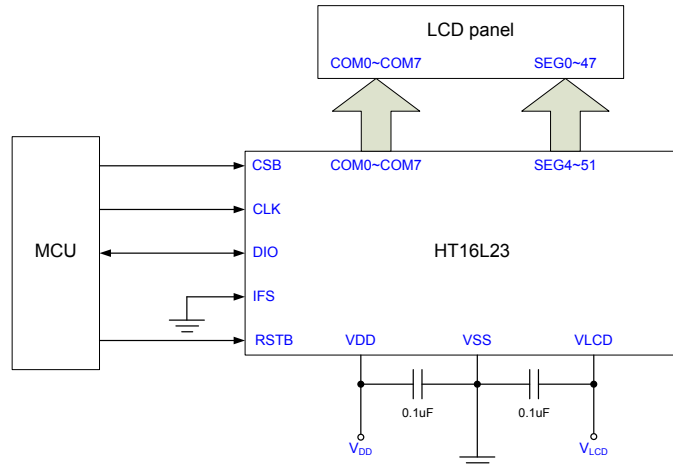 LCD panel
COM0~COM7 SEG0~47
COM0~COM7 SEG4~51
CSB
CLK
MCU DIO HT16L23
IFS
RSTB VDD VSS VLCD
0.1uF 0.1uF
VDD VLCD